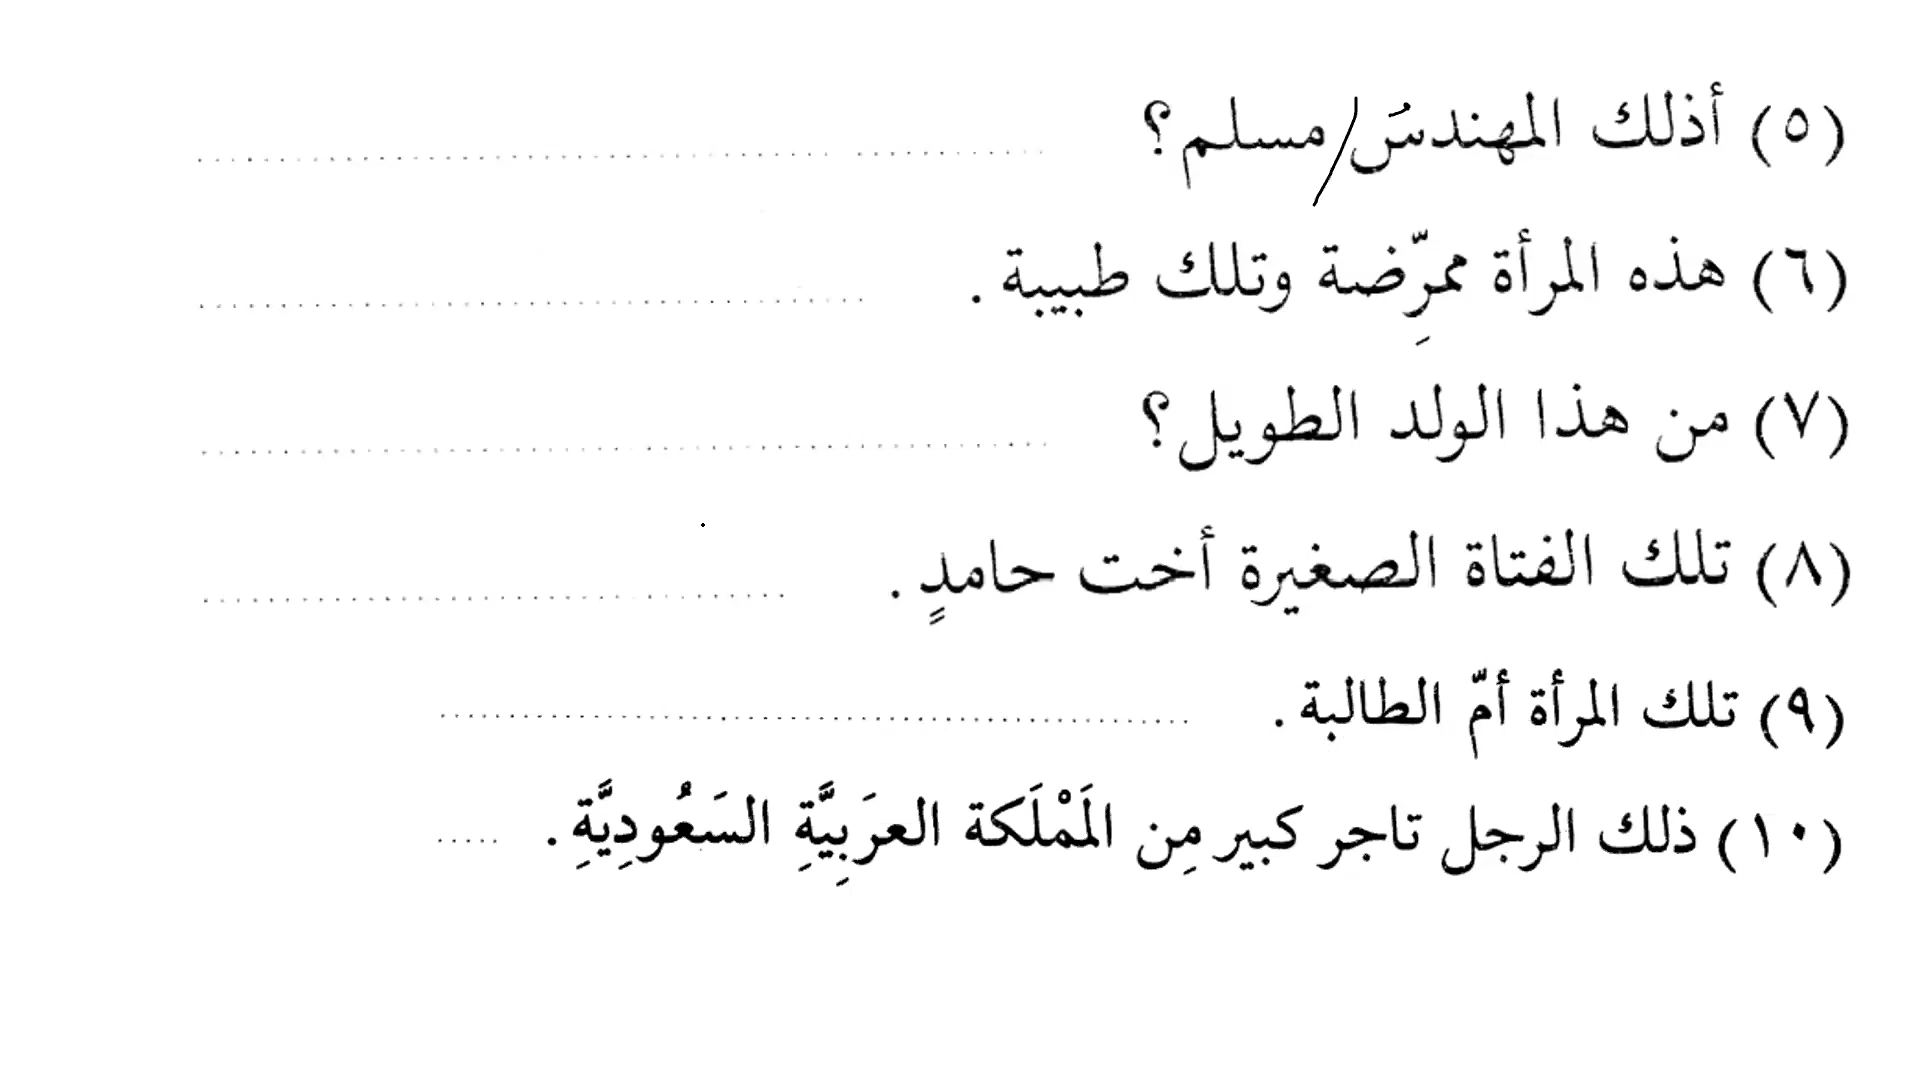 (٥) أذلك المهندسُ/مسلم؟
(٦) هذه المرأة ممرِّضة وتلك طبيبة .
(٧) من هذا الولد الطويل؟
(٨) تلك الفتاة الصغيرة أخت حامدٍ .
(٩) تلك المرأة أمّ الطالبة .
(١٠) ذلك الرجل تاجر كبير مِن المَمْلَكة العرَبِيَّةِ السَعُودِيَّةِ .